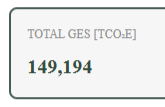 TOTAL GES [TCO₂E]
149,194